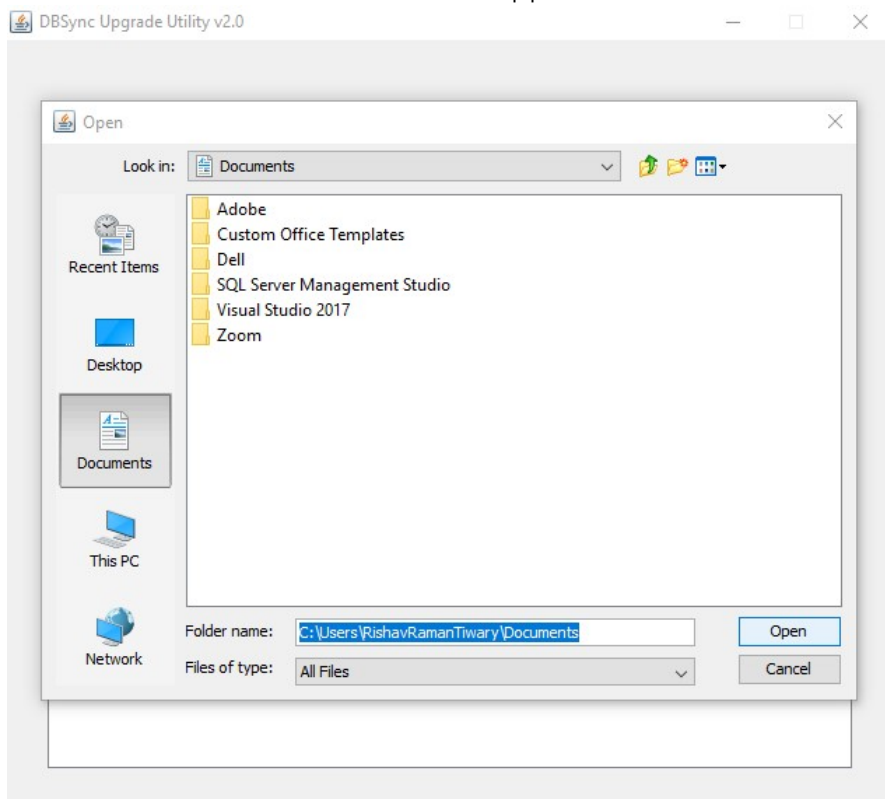 DBSync Upgrade Utility v2.0
Open
Look in: Documents
Adobe
Custom Office Templates
Dell
SQL Server Management Studio
Visual Studio 2017
Zoom
Recent Items
Desktop
Documents
This PC
Network
Folder name: C:\Users\RishavRamanTiwary\Documents Open
Files of type: All Files Cancel